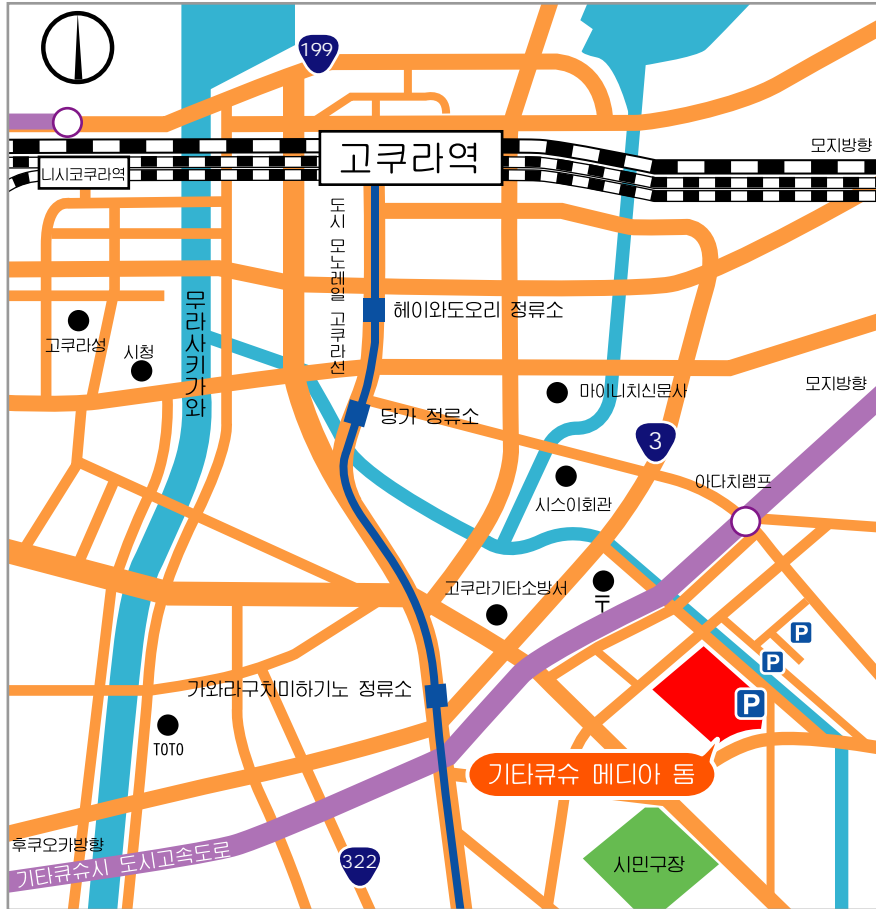 199
모지방향
고쿠라역
니시코쿠라역
도시 모노레일 고쿠라선
무라사키가와
헤이와도오리 정류소
고쿠라성
시청
모지방향
마이니치신문사
당가 정류소
3
아다치램프
시스이회관
고쿠라기타소방서
〒
P
P
가와라구치미하기노 정류소
P
TOTO
기타큐슈 메디아 돔
후쿠오카방향
기타큐슈시 도시고속도로
322
시민구장